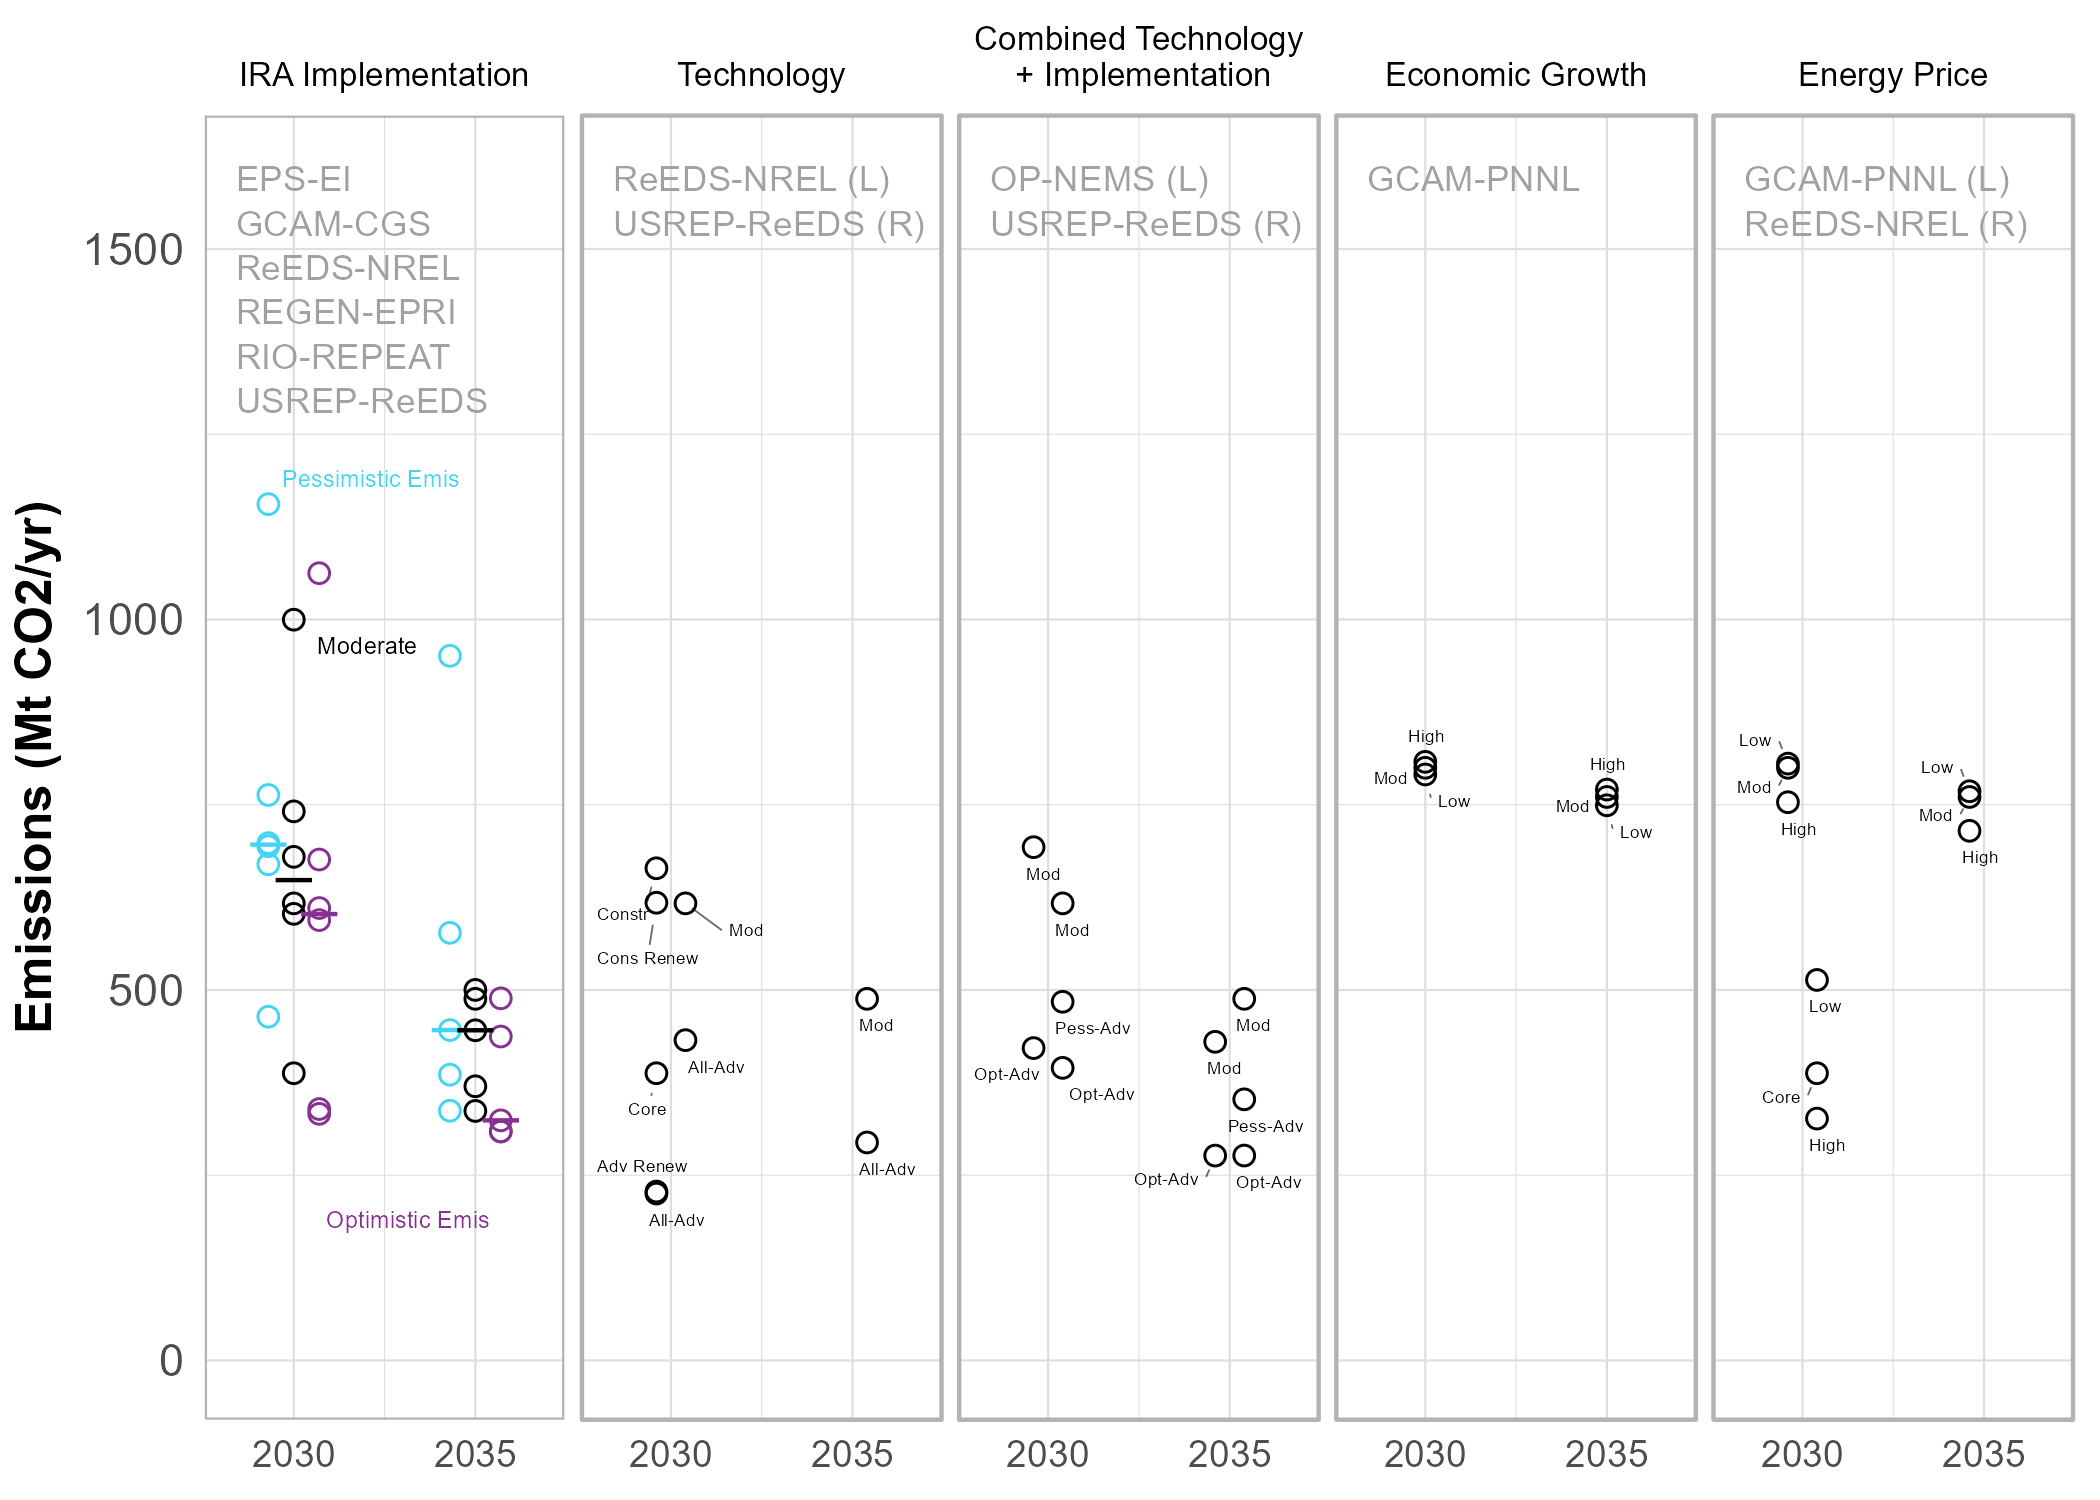 Combined Technology
IRA Implementation
Technology
+ Implementation
Economic Growth
Energy Price
EPS-EI
GCAM-CGS
ReEDS-NREL
REGEN-EPRI
RIO-REPEAT
USREP-ReEDS
ReEDS-NREL (L)
USREP-ReEDS (R)
OP-NEMS (L)
USREP-ReEDS (R)
GCAM-PNNL
GCAM-PNNL (L)
ReEDS-NREL (R)
Emissions (Mt CO2/yr)
1500
1000
500
0
Pessimistic Emis
Moderate
Optimistic Emis
Constr
Mod
Cons Renew
Mod
All-Adv
Core
All-Adv
Adv Renew
All-Adv
Mod
Mod
Pess-Adv
Mod
Opt-Adv
Mod
Opt-Adv
Pess-Adv
Opt-Adv
Opt-Adv
High
Mod
Low
High
Mod
Low
Low
Mod
High
Low
Mod
High
Low
Core
High
2030 2035
2030 2035
2030 2035
2030 2035
2030 2035